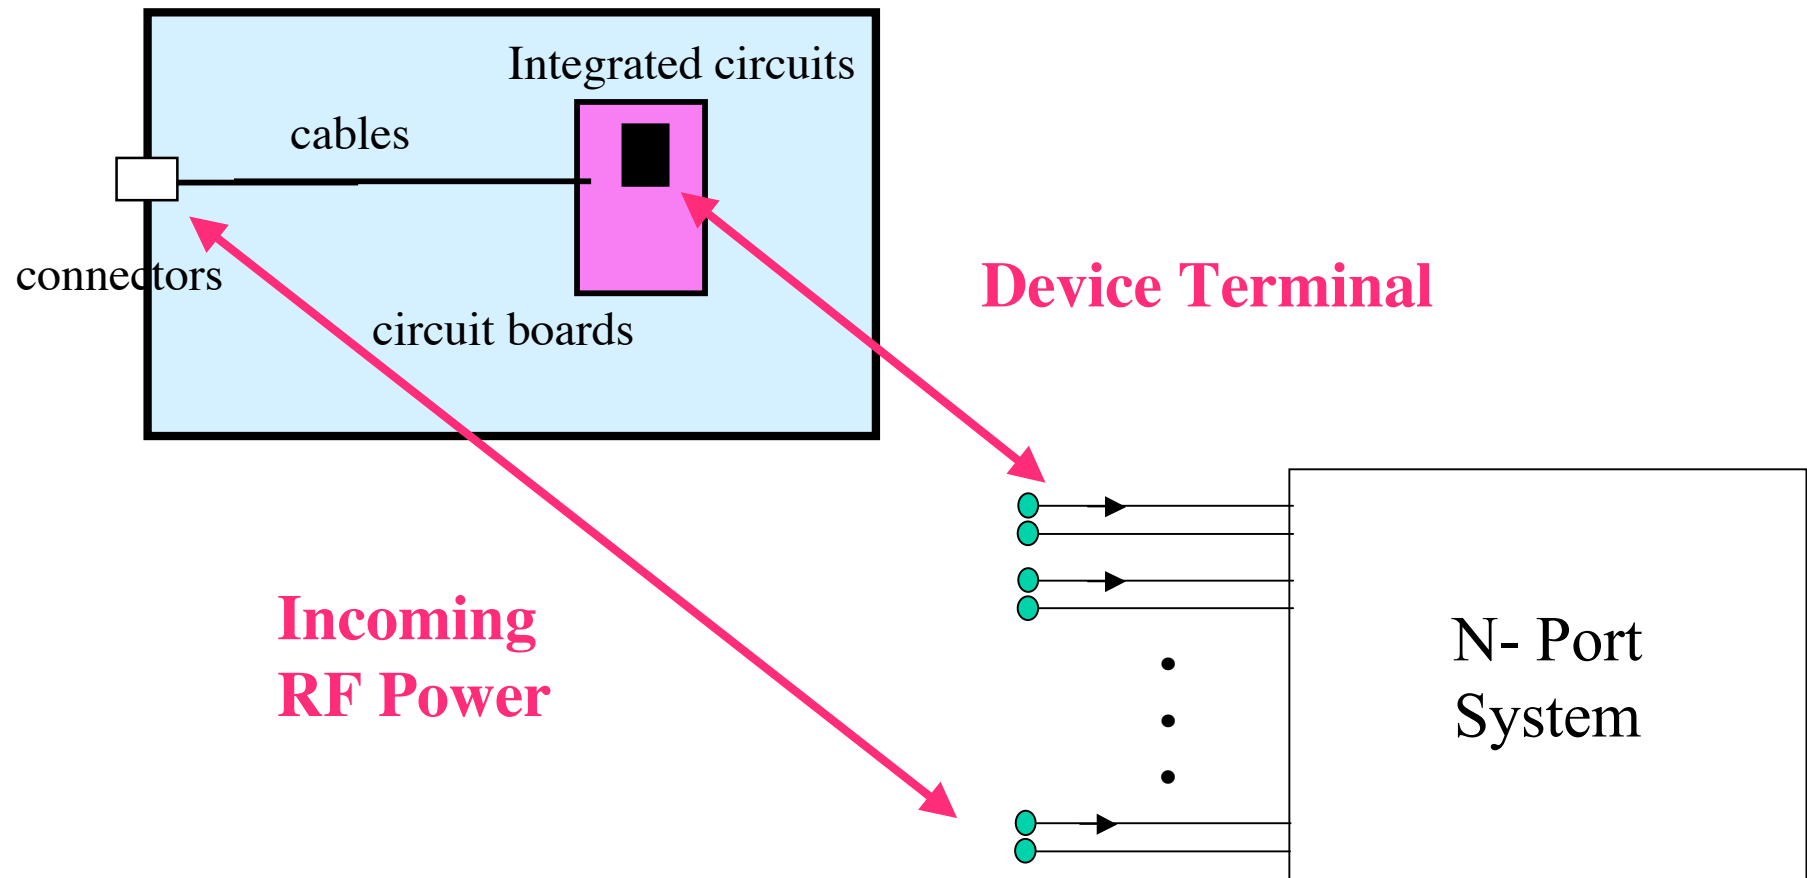 Integrated circuits
cables
connectors
circuit boards
Device Terminal
Incoming
RF Power
N- Port
System